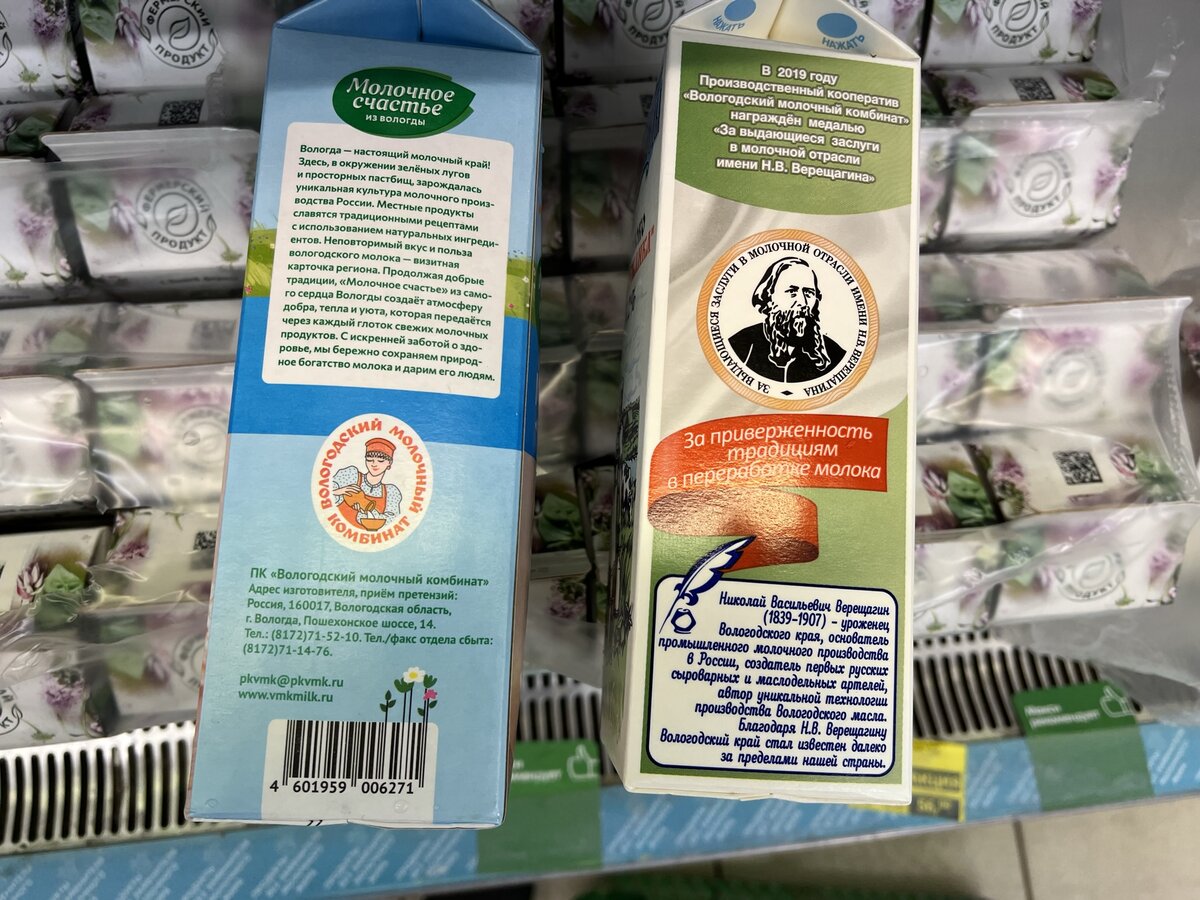 Молочное
счастье
ИЗ ВОЛОГДЫ
Вологда — настоящий молочный край!
Здесь, в окружении зелёных лугов
и просторных пастбищ, зарождалась
уникальная культура молочного произ-
водства России. Местные продукты
славятся традиционными рецептами
с использованием натуральных ингреди-
ентов. Неповторимый вкус и польза
вологодского молока — визитная
карточка региона. Продолжая добрые
традиции, «Молочное счастье» из само-
го сердца Вологды создаёт атмосферу
добра, тепла и уюта, которая передаётся
через каждый глоток свежих молочных
продуктов. С искренней заботой о здо-
ровье, мы бережно сохраняем природ-
ное богатство молока и дарим его людям.
ВОЛОГОДСКИЙ МОЛОЧНЫЙ
КОМБИНАТ
ПК «Вологодский молочный комбинат»
Адрес изготовителя, приём претензий:
Россия, 160017, Вологодская область,
г. Вологда, Пошехонское шоссе, 14.
Тел.: (8172)71-52-10. Тел./факс отдела сбыта:
(8172)71-14-76.
pkvmk@pkvmk.ru
www.vmkmilk.ru
4 601959 006271
НАЖАТЬ
НАЖАТЬ
В 2019 году
Производственный кооператив
«Вологодский молочный комбинат»
награждён медалью
«За выдающиеся заслуги
в молочной отрасли
имени Н.В. Верещагина»
ЗА ВЫДАЮЩИЕСЯ ЗАСЛУГИ В МОЛОЧНОЙ ОТРАСЛИ ИМЕНИ Н.В. ВЕРЕЩАГИНА
За приверженность
традициям
в переработке молока
Николай Васильевич Верещагин
(1839-1907) - уроженец
Вологодского края, основатель
промышленного молочного производства
в России, создатель первых русских
сыроварных и маслодельных артелей,
автор уникальной технологии
производства Вологодского масла.
Благодаря Н.В. Верещагину
Вологодский край стал известен далеко
за пределами нашей страны.
ФЕРМЕРСКИЙ
ПРОДУКТ
ФЕРМЕРСКИЙ
ПРОДУКТ
ФЕРМЕРСКИЙ
ПРОДУКТ